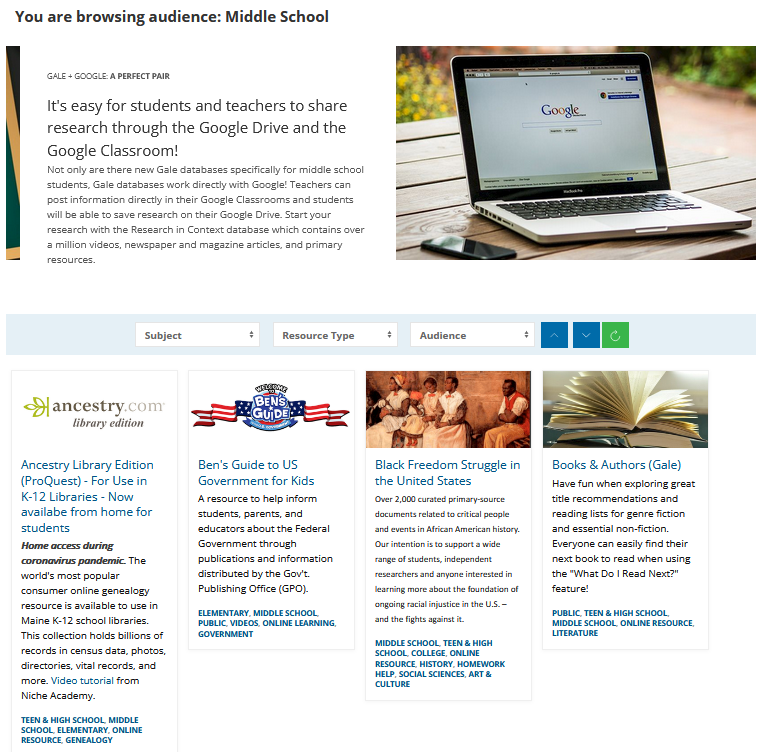 You are browsing audience: Middle School
GALE + GOOGLE: A PERFECT PAIR
It's easy for students and teachers to share
research through the Google Drive and the
Google Classroom!
Not only are there new Gale databases specifically for middle school
students, Gale databases work directly with Google! Teachers can
post information directly in their Google Classrooms and students
will be able to save research on their Google Drive. Start your
research with the Research in Context database which contains over
a million videos, newspaper and magazine articles, and primary
resources.
Google
MacBook Pro
Subject
Resource Type
Audience
ancestry.com
library edition
Ancestry Library Edition
(ProQuest) - For Use in
K-12 Libraries - Now
availabe from home for
students
Home access during
coronavirus pandemic. The
world's most popular
consumer online genealogy
resource is available to use in
Maine K-12 school libraries.
This collection holds billions of
records in census data, photos,
directories, vital records, and
more. Video tutorial from
Niche Academy.
TEEN & HIGH SCHOOL, MIDDLE
SCHOOL, ELEMENTARY, ONLINE
RESOURCE, GENEALOGY
WELCOME
TO
BEN'S
GUIDE
Ben's Guide to US
Government for Kids
A resource to help inform
students, parents, and
educators about the Federal
Government through
publications and information
distributed by the Gov't.
Publishing Office (GPO).
ELEMENTARY, MIDDLE SCHOOL,
PUBLIC, VIDEOS, ONLINE LEARNING,
GOVERNMENT
Black Freedom Struggle in
the United States
Over 2,000 curated primary-source
documents related to critical people
and events in African American history.
Our intention is to support a wide
range of students, independent
researchers and anyone interested in
learning more about the foundation of
ongoing racial injustice in the U.S. –
and the fights against it.
MIDDLE SCHOOL, TEEN & HIGH
SCHOOL, COLLEGE, ONLINE
RESOURCE, HISTORY, HOMEWORK
HELP, SOCIAL SCIENCES, ART &
CULTURE
Books & Authors (Gale)
Have fun when exploring great
title recommendations and
reading lists for genre fiction
and essential non-fiction.
Everyone can easily find their
next book to read when using
the "What Do I Read Next?"
feature!
PUBLIC, TEEN & HIGH SCHOOL,
MIDDLE SCHOOL, ONLINE RESOURCE,
LITERATURE